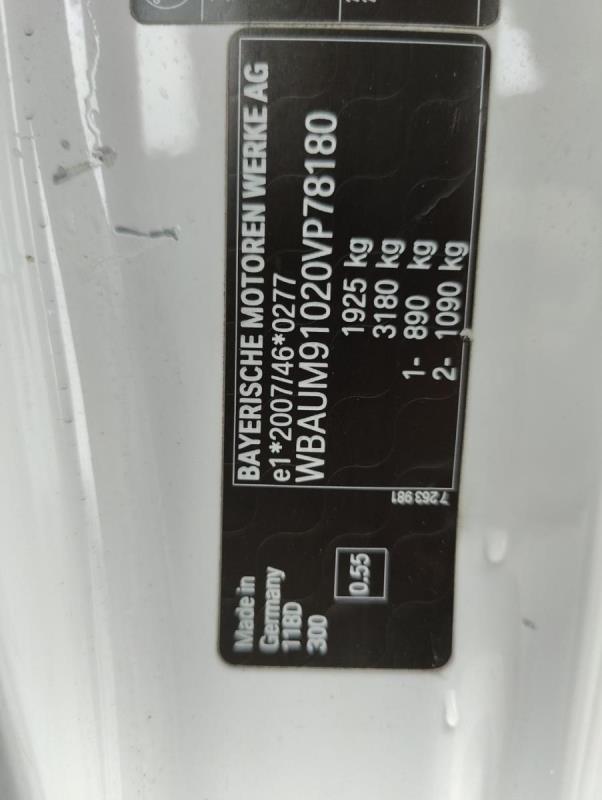 BAYERISCHE MOTOREN WERKE AG
e1*2007/46*0277
WBAUM91020VP78180
1925 kg
3180 kg
1- 890 kg
2- 1090 kg
7 263 981
Made in
Germany
118D
300
0.55